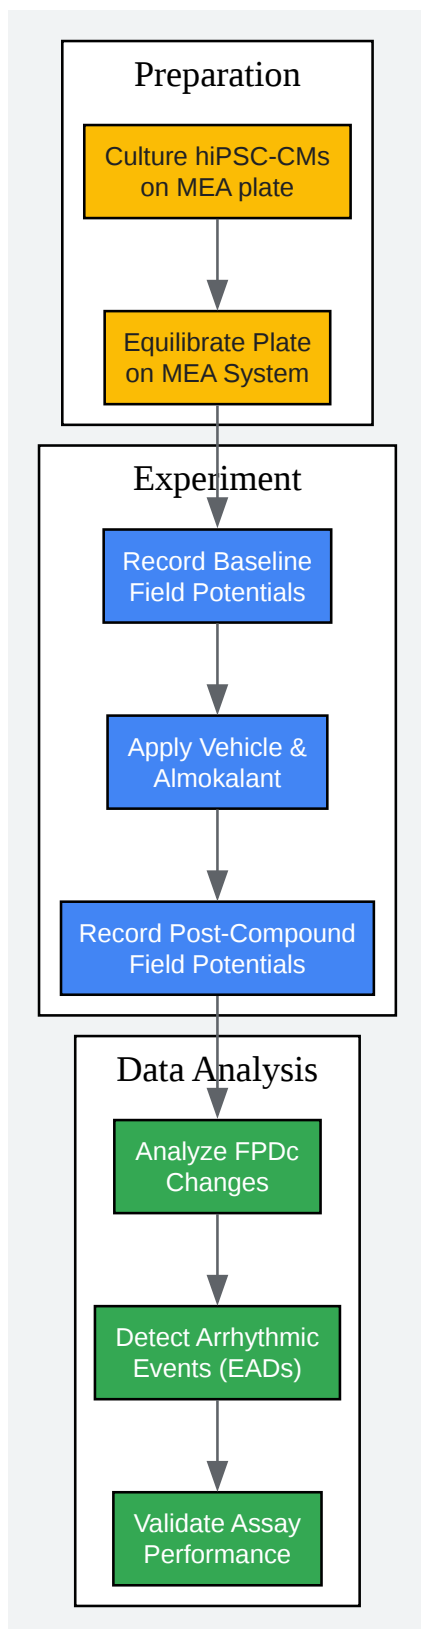 Preparation
Culture hiPSC-CMs
on MEA plate
Equilibrate Plate
on MEA System
Experiment
Record Baseline
Field Potentials
Apply Vehicle &
Almokalant
Record Post-Compound
Field Potentials
Data Analysis
Analyze FPDc
Changes
Detect Arrhythmic
Events (EADs)
Validate Assay
Performance